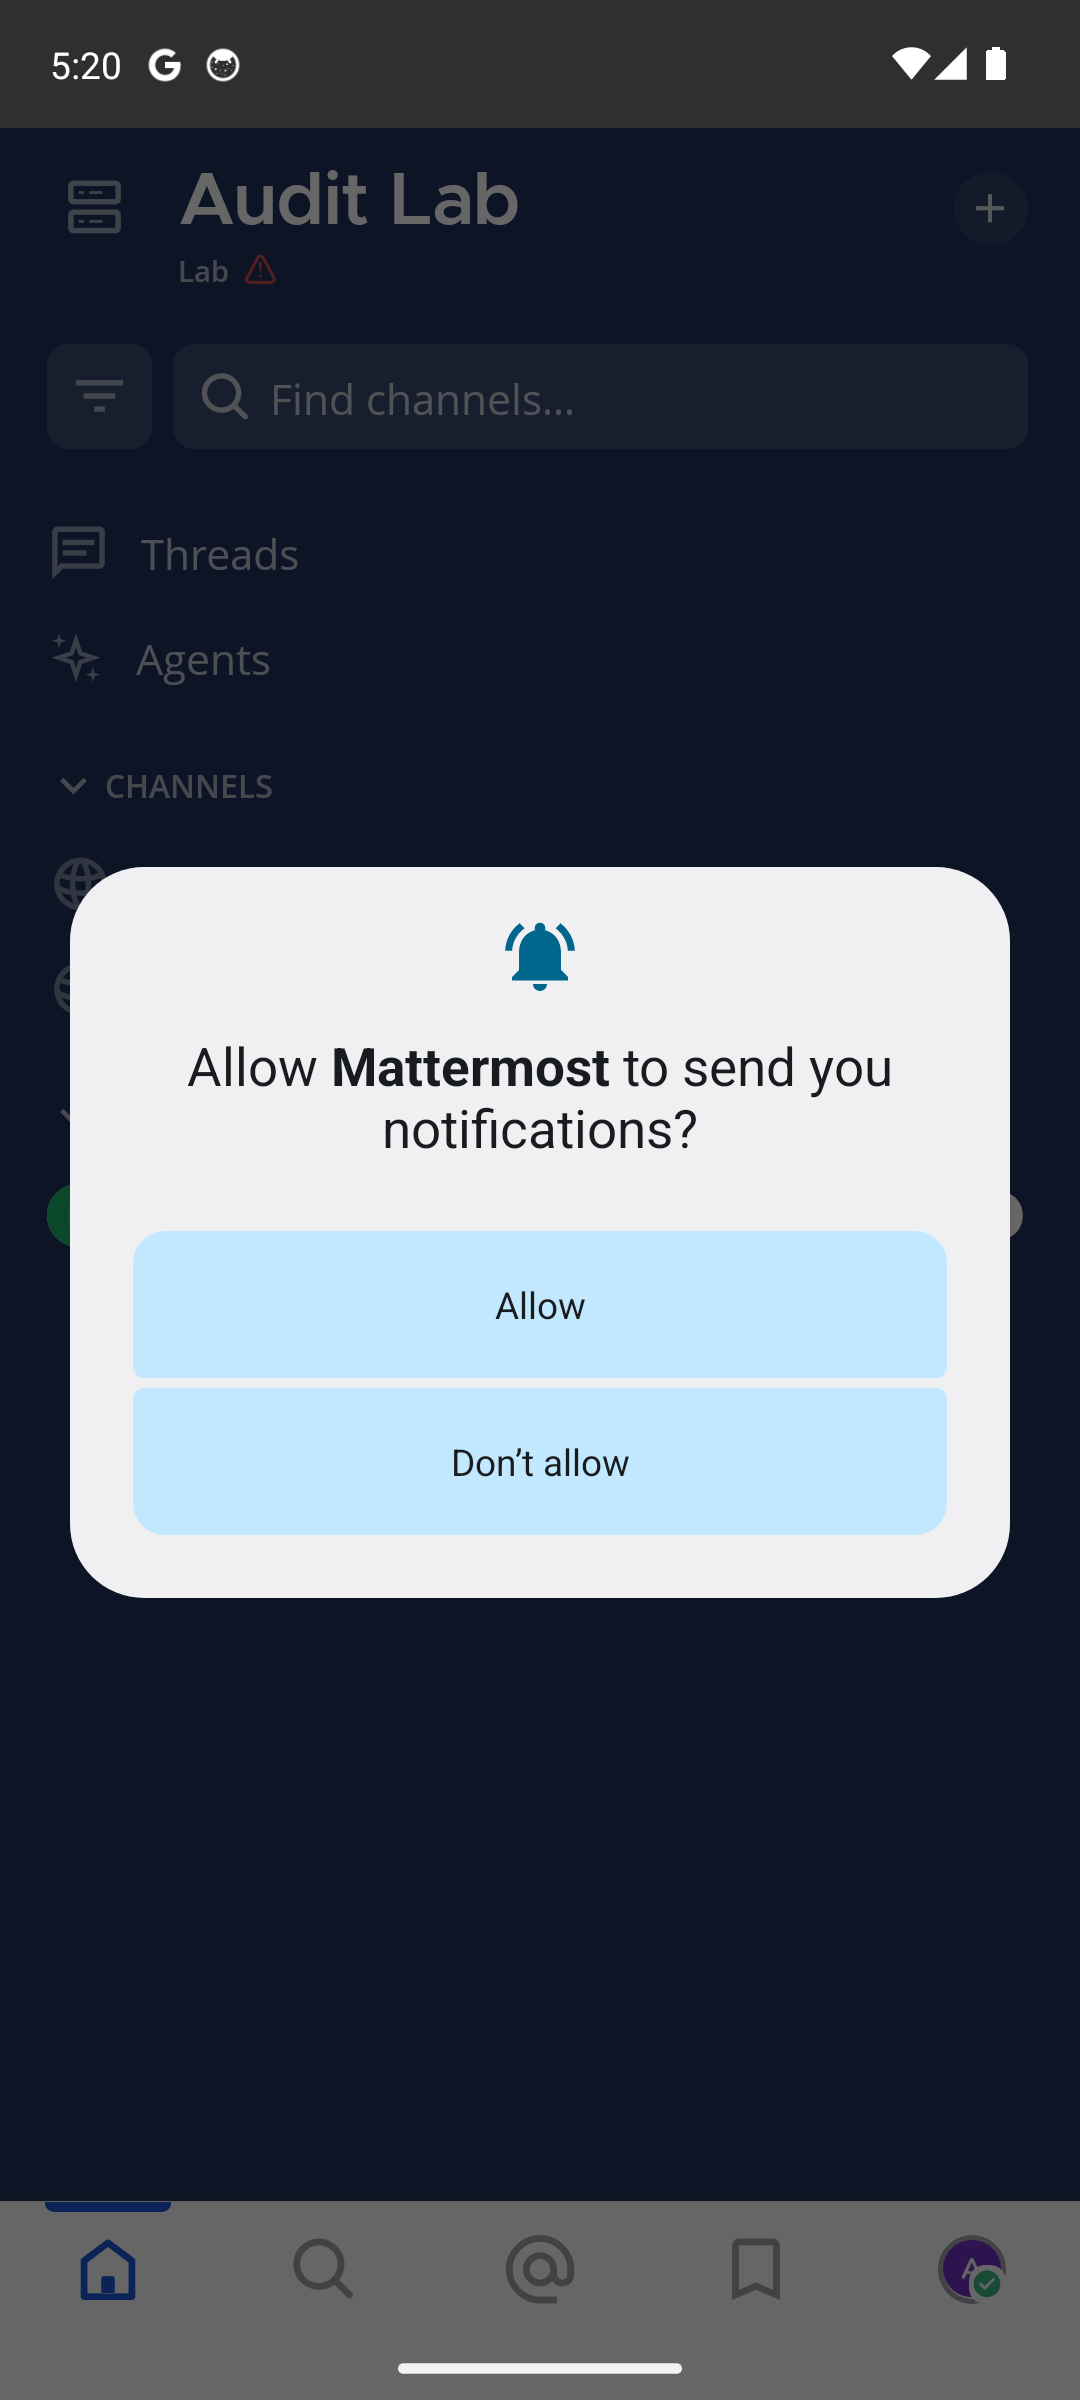 5:20
Audit Lab
Lab
Find channels...
Threads
Agents
CHANNELS
Allow Mattermost to send you
notifications?
Allow
Don't allow